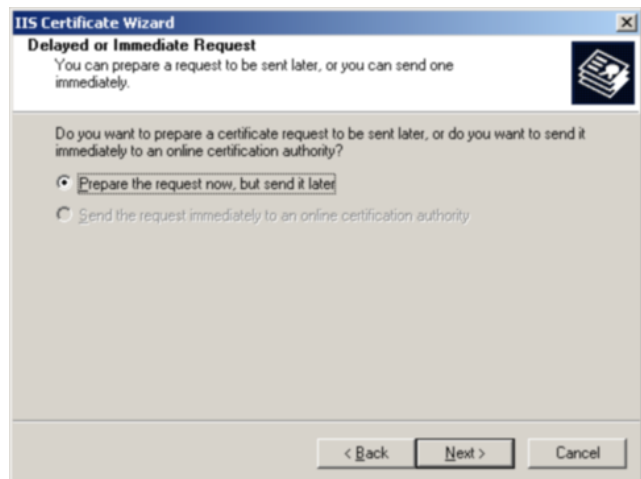 IIS Certificate Wizard
Delayed or Immediate Request
You can prepare a request to be sent later, or you can send one
immediately.
Do you want to prepare a certificate request to be sent later, or do you want to send it
immediately to an online certification authority?
Prepare the request now, but send it later
Send the request immediately to an online certification authority
< Back
Next >
Cancel